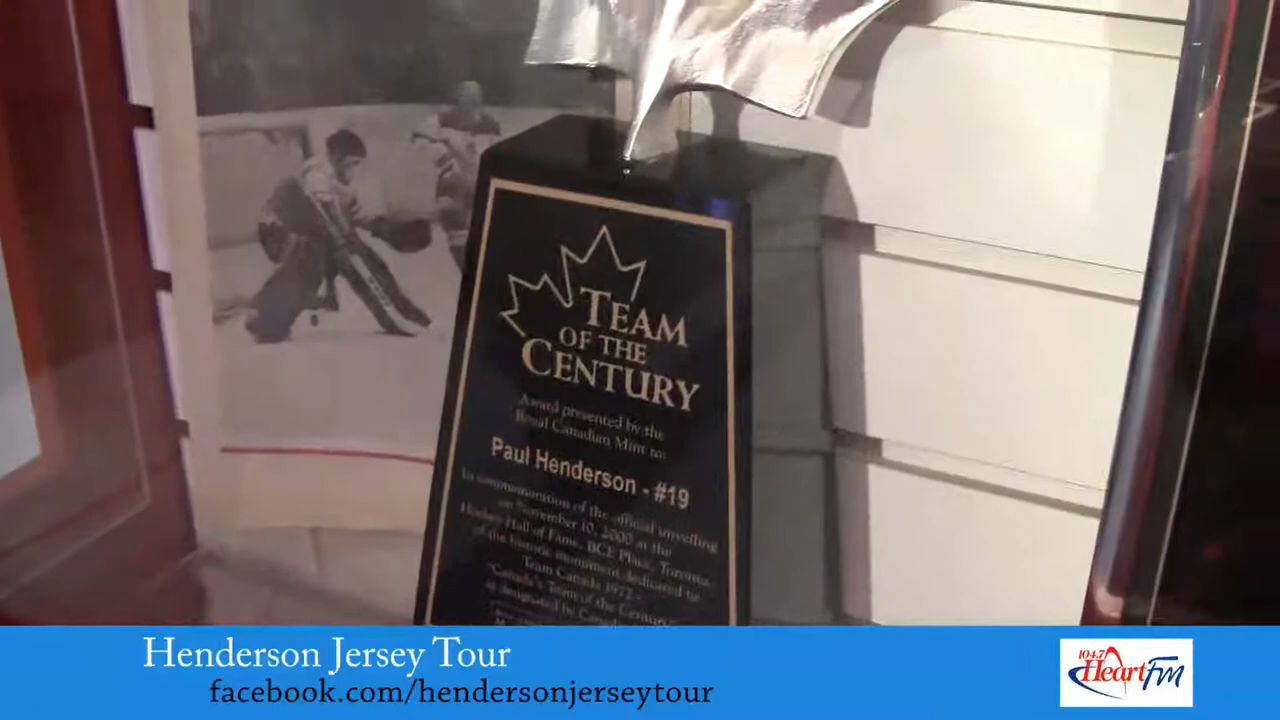 TEAM
OF THE
CENTURY
Award presented by the
Royal Canadian Mint to:
Paul Henderson - #19
In commemoration of the official unveiling
on November 10, 2000 at the
Hockey Hall of Fame, BCE Place, Toronto,
of the historic monument dedicated to
Team Canada 1972 -
"Canada's Team of the Century"
as designated by
Henderson Jersey Tour
facebook.com/hendersonjerseytour
104.7
Heart FM